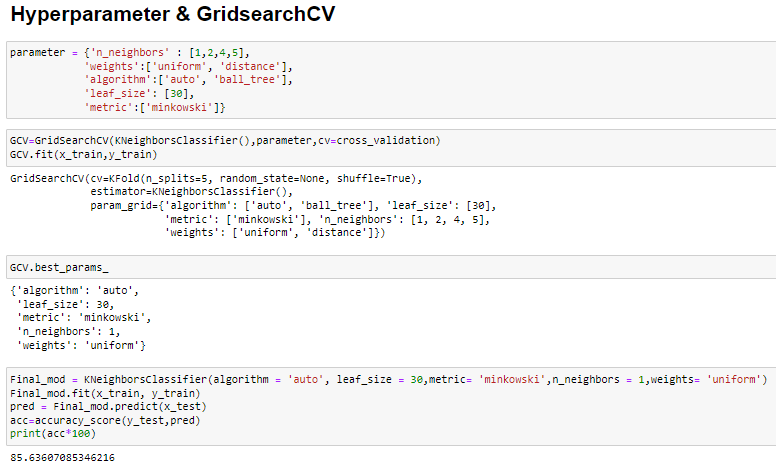 Hyperparameter & GridsearchCV
parameter = {'n_neighbors' : [1,2,4,5],
'weights':['uniform', 'distance'],
'algorithm':['auto', 'ball_tree'],
'leaf_size': [30],
'metric':['minkowski']}
GCV=GridSearchCV(KNeighborsClassifier(),parameter,cv=cross_validation)
GCV.fit(x_train,y_train)
GridSearchCV(cv=KFold(n_splits=5, random_state=None, shuffle=True),
estimator=KNeighborsClassifier(),
param_grid={'algorithm': ['auto', 'ball_tree'], 'leaf_size': [30],
'metric': ['minkowski'], 'n_neighbors': [1, 2, 4, 5],
'weights': ['uniform', 'distance']})
GCV.best_params_
{'algorithm': 'auto',
'leaf_size': 30,
'metric': 'minkowski',
'n_neighbors': 1,
'weights': 'uniform'}
Final_mod = KNeighborsClassifier(algorithm = 'auto', leaf_size = 30,metric= 'minkowski',n_neighbors = 1,weights= 'uniform')
Final_mod.fit(x_train, y_train)
pred = Final_mod.predict(x_test)
acc=accuracy_score(y_test,pred)
print(acc*100)
85.63607085346216